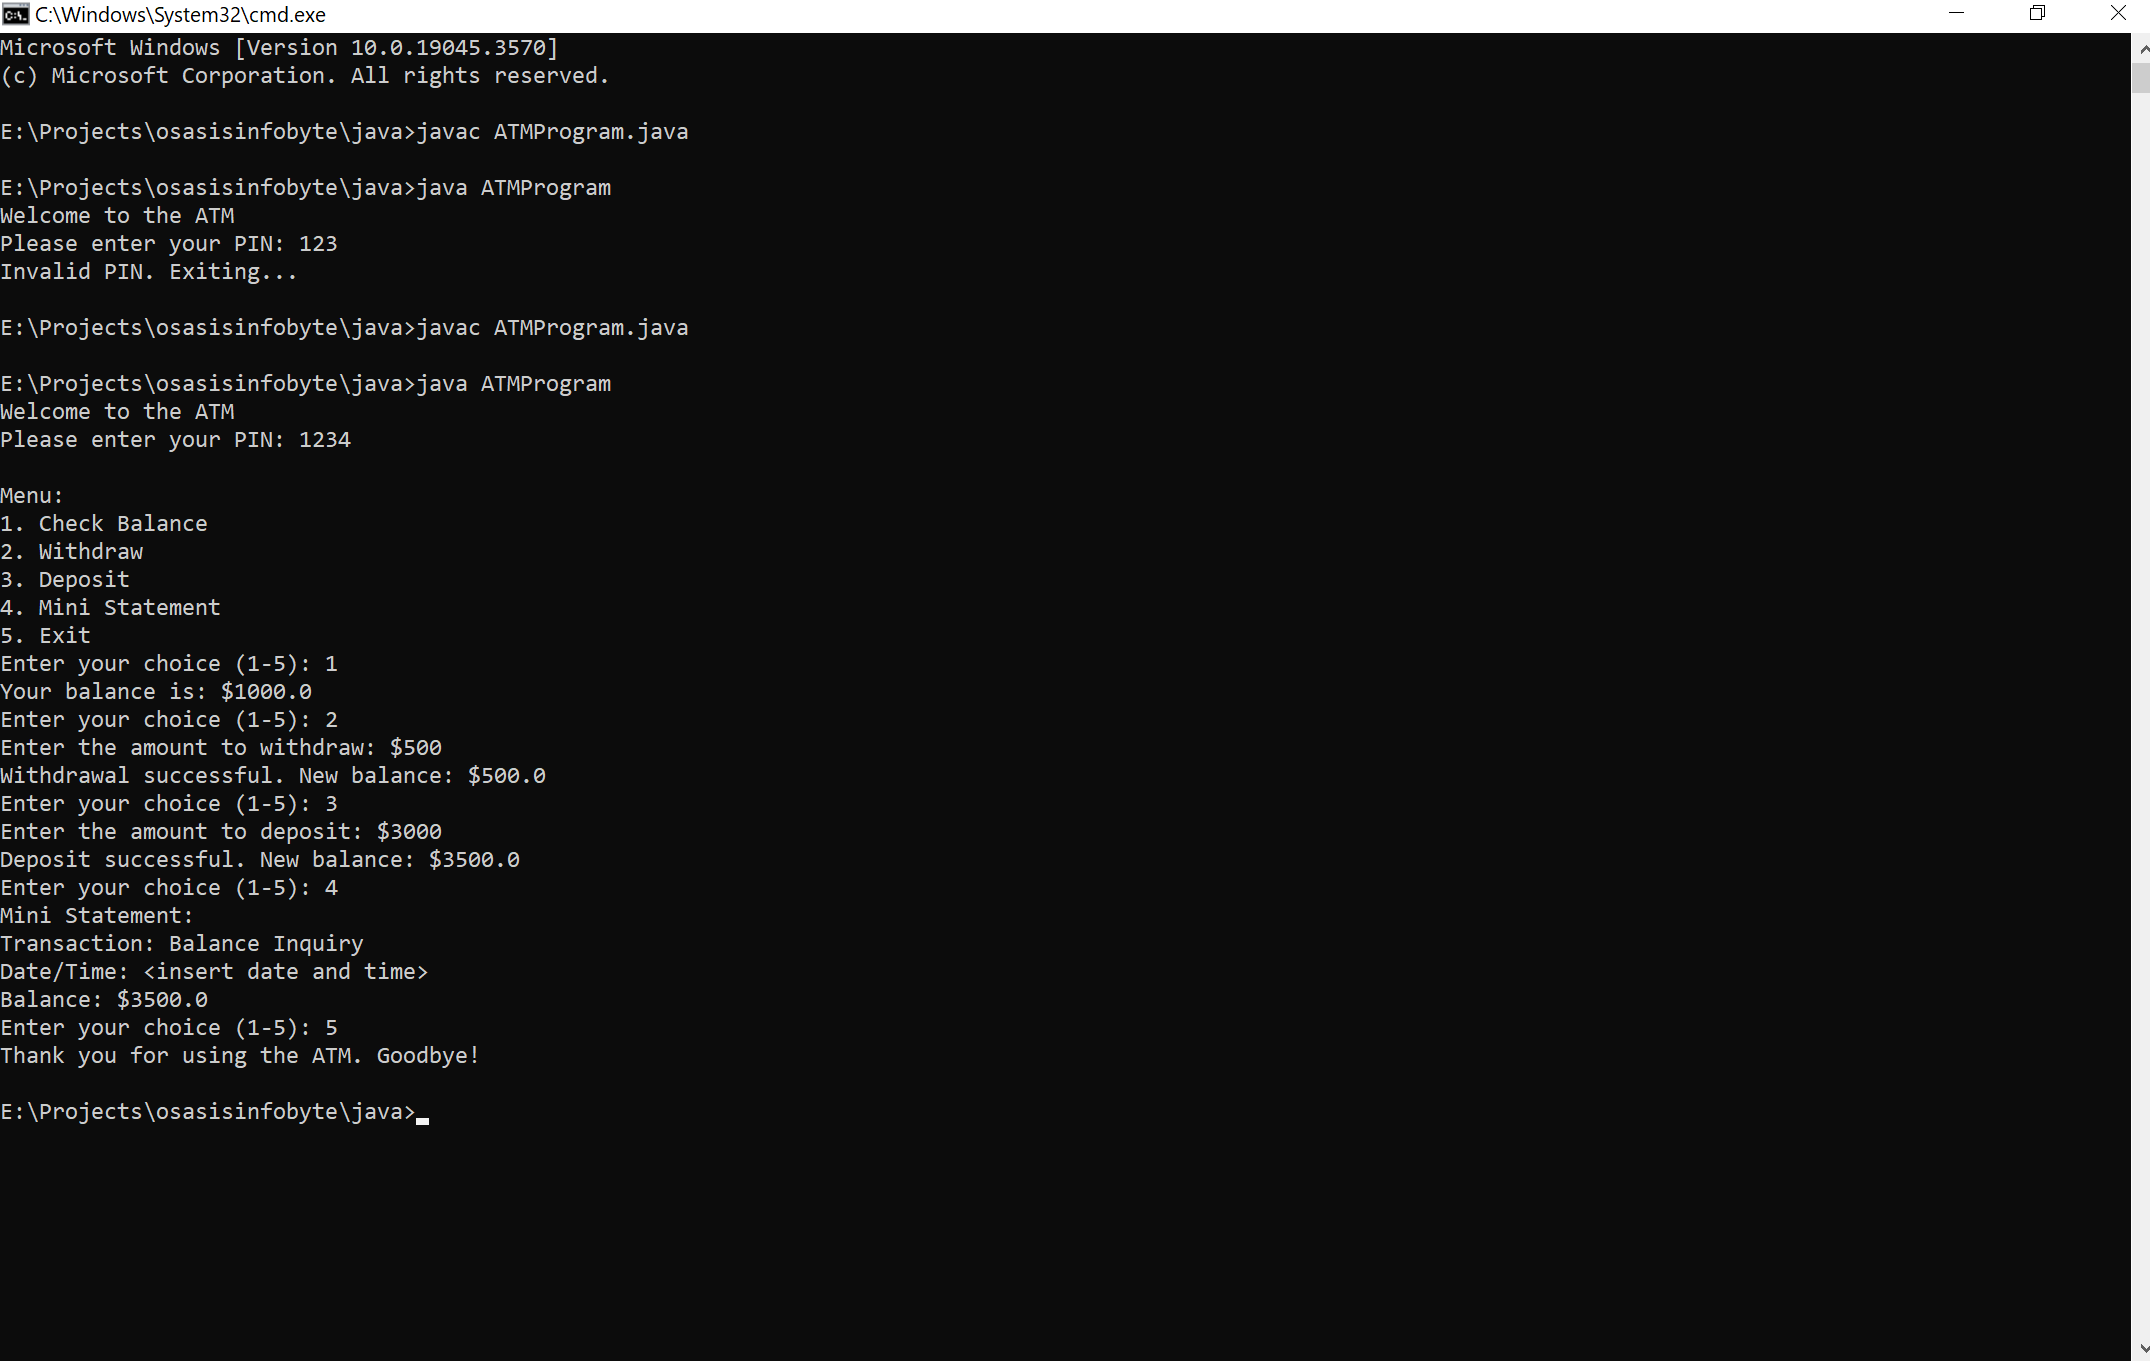 C:\Windows\System32\cmd.exe
Microsoft Windows [Version 10.0.19045.3570]
(c) Microsoft Corporation. All rights reserved.
E:\Projects\osasisinfobyte\java>javac ATMProgram.java
E:\Projects\osasisinfobyte\java>java ATMProgram
Welcome to the ATM
Please enter your PIN: 123
Invalid PIN. Exiting...
E:\Projects\osasisinfobyte\java>javac ATMProgram.java
E:\Projects\osasisinfobyte\java>java ATMProgram
Welcome to the ATM
Please enter your PIN: 1234
Menu:
1. Check Balance
2. Withdraw
3. Deposit
4. Mini Statement
5. Exit
Enter your choice (1-5): 1
Your balance is: $1000.0
Enter your choice (1-5): 2
Enter the amount to withdraw: $500
Withdrawal successful. New balance: $500.0
Enter your choice (1-5): 3
Enter the amount to deposit: $3000
Deposit successful. New balance: $3500.0
Enter your choice (1-5): 4
Mini Statement:
Transaction: Balance Inquiry
Date/Time: <insert date and time>
Balance: $3500.0
Enter your choice (1-5): 5
Thank you for using the ATM. Goodbye!
E:\Projects\osasisinfobyte\java>